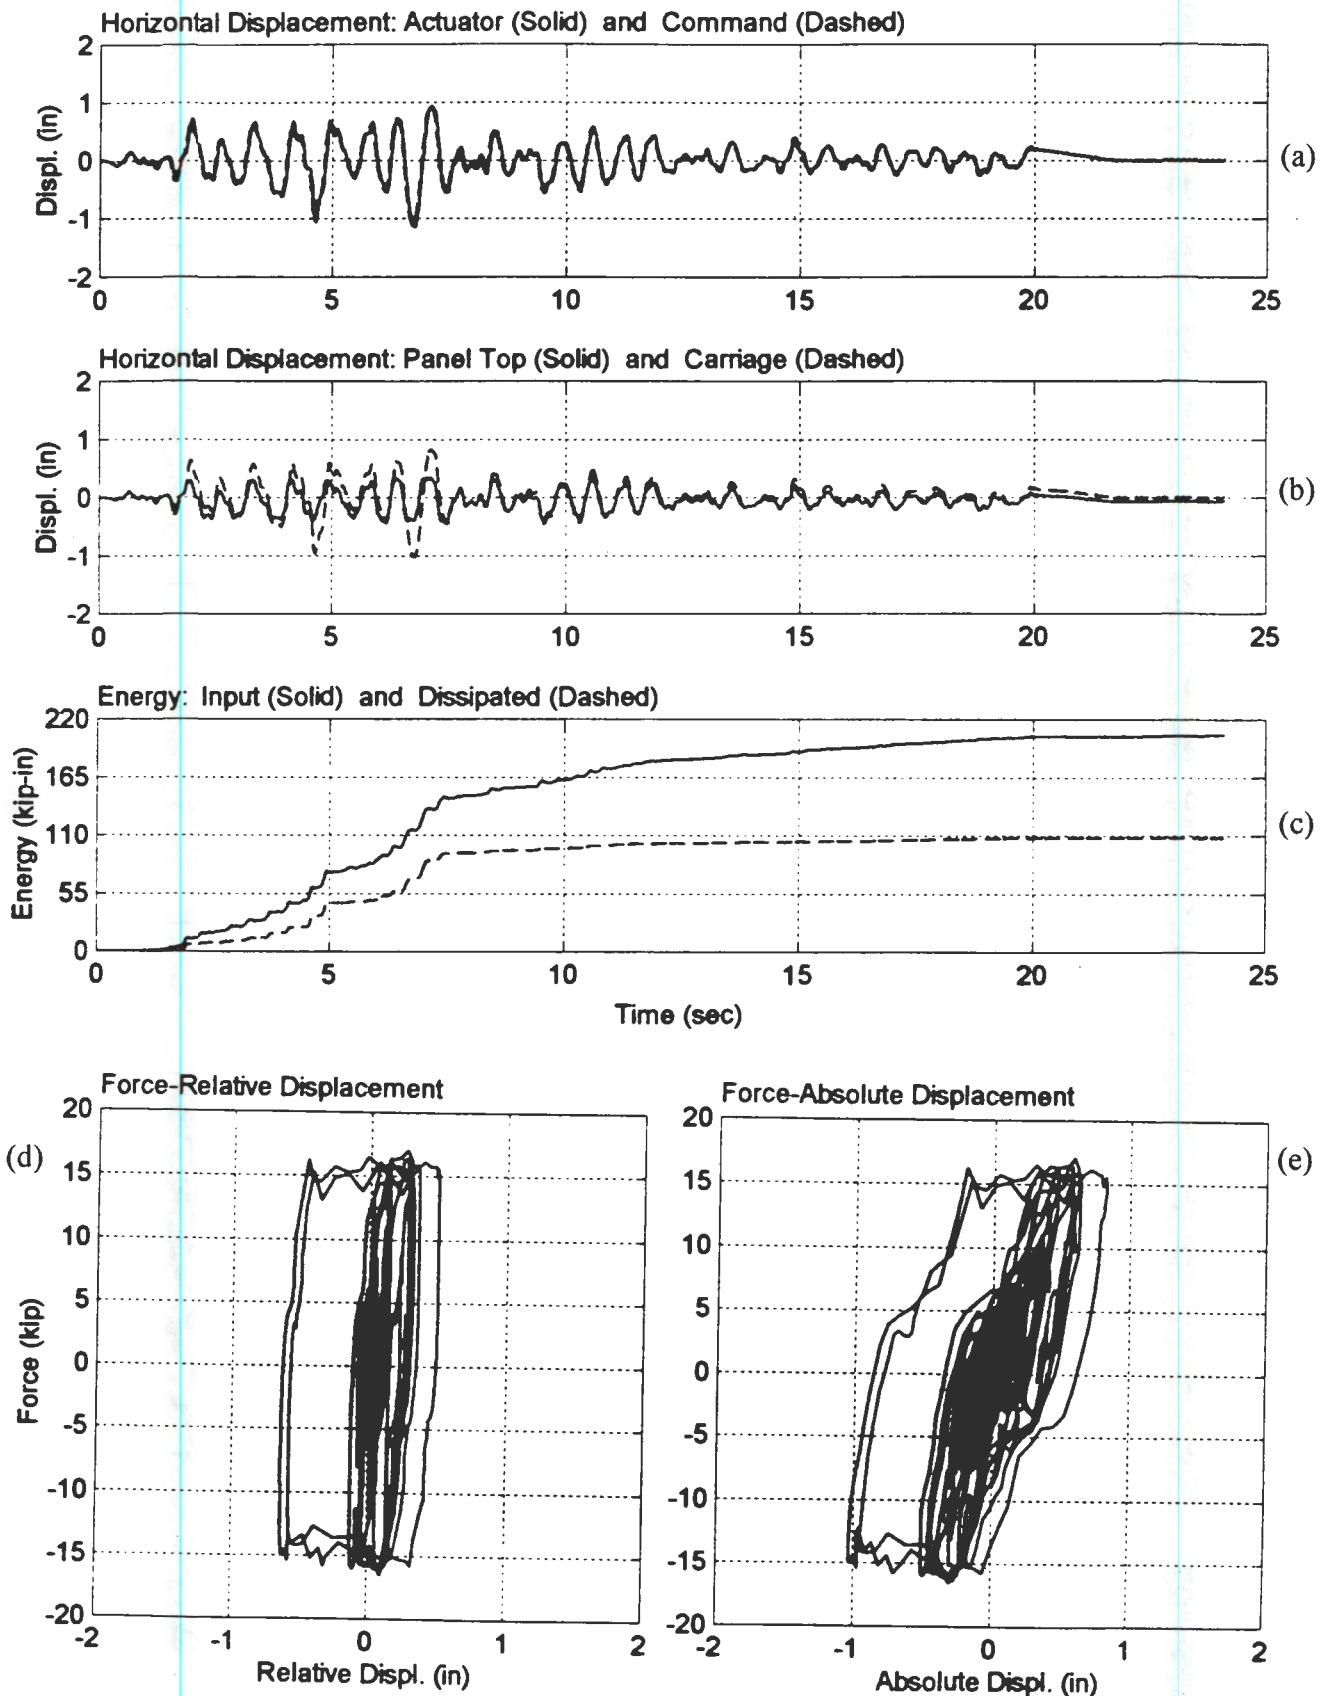 Horizontal Displacement: Actuator (Solid) and Command (Dashed)
2
1
0
-1
-2
Displ. (in)
(a)
0 5 10 15 20 25
Horizontal Displacement: Panel Top (Solid) and Carriage (Dashed)
2
1
0
-1
-2
Displ. (in)
(b)
0 5 10 15 20 25
Energy: Input (Solid) and Dissipated (Dashed)
220
165
110
55
0
Energy (kip-in)
(c)
0 5 10 15 20 25
Time (sec)
Force-Relative Displacement
(d)
20
15
10
5
0
-5
-10
-15
-20
Force (kip)
-2 -1 0 1 2
Relative Displ. (in)
Force-Absolute Displacement
(e)
20
15
10
5
0
-5
-10
-15
-20
-2 -1 0 1 2
Absolute Displ. (in)